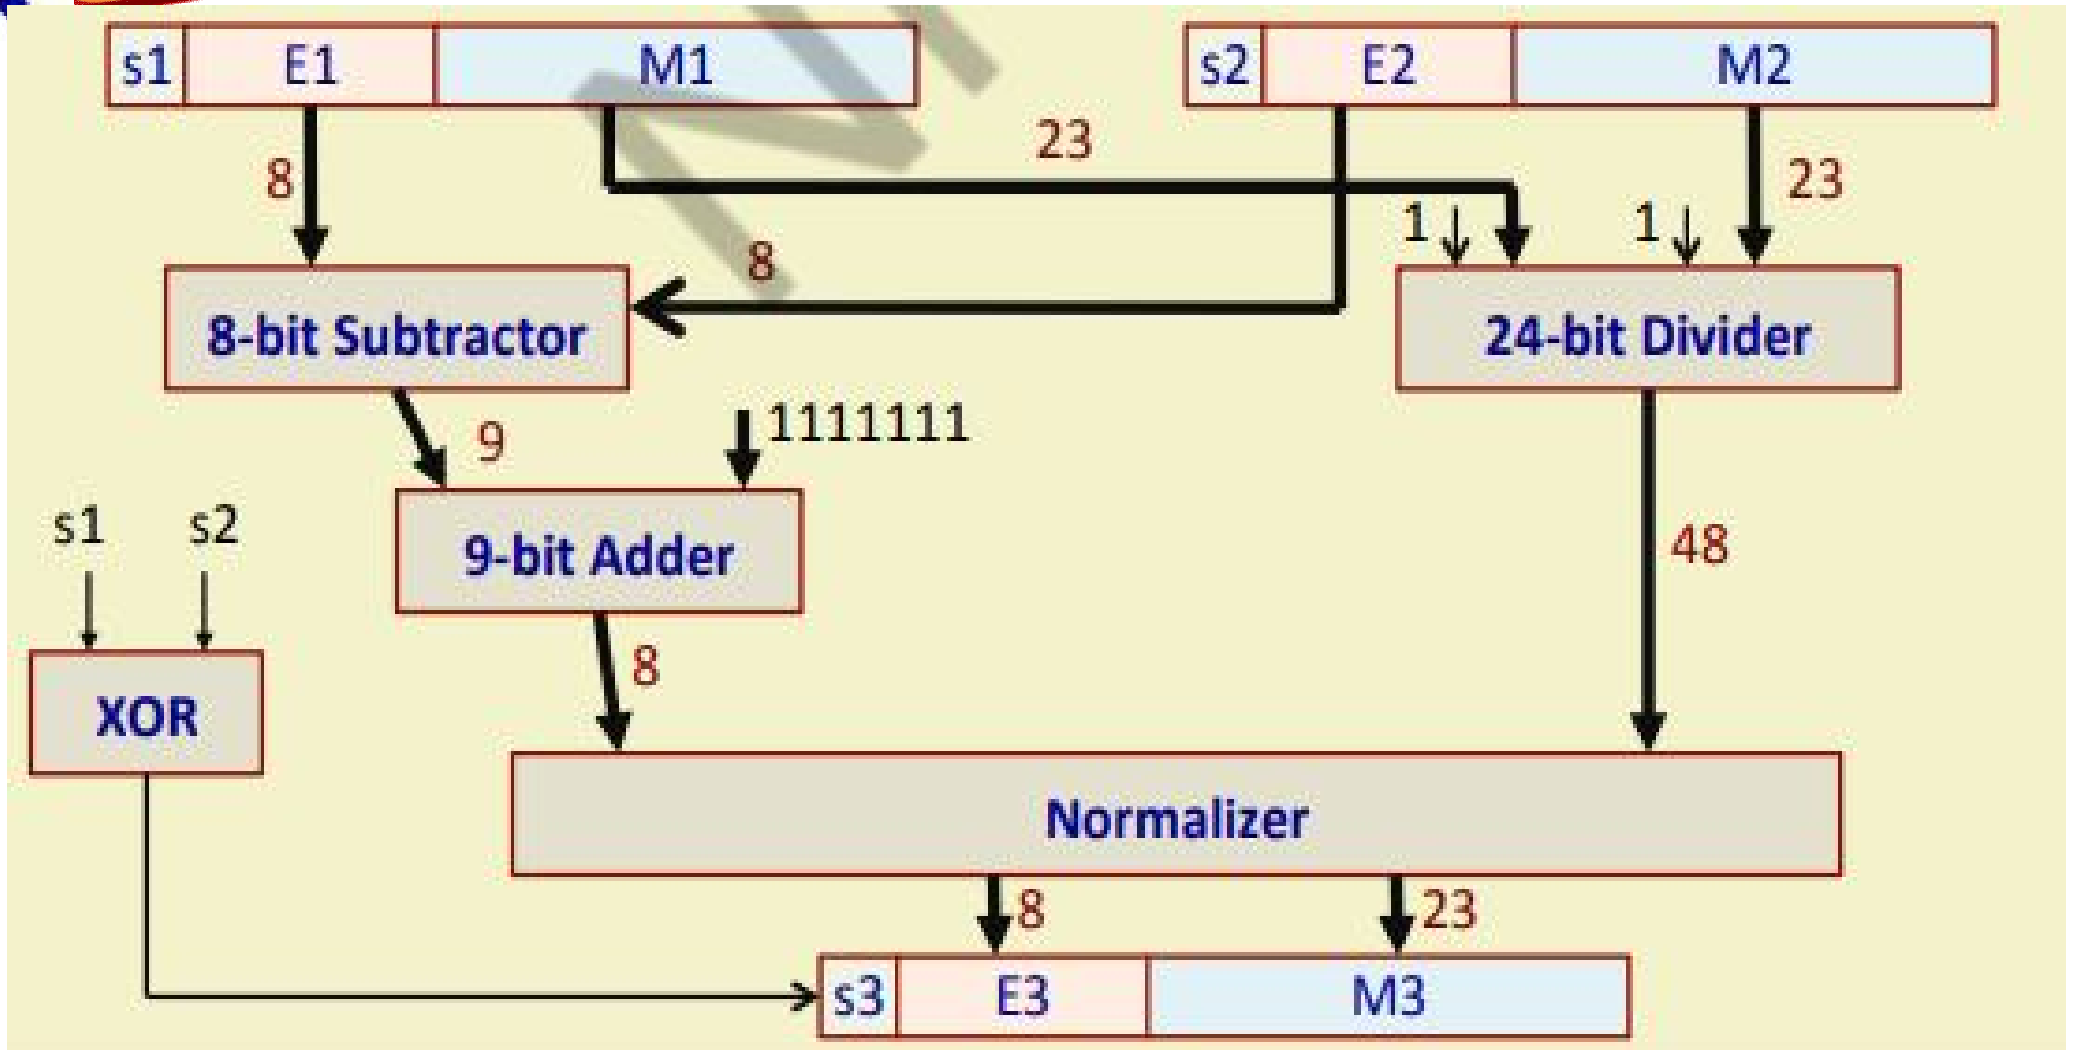 s1 E1 M1 s2 E2 M2
23
8 23
1 1
8
8-bit Subtractor 24-bit Divider
9 1111111
s1 s2
9-bit Adder 48
8
XOR
Normalizer
8 23
s3 E3 M3